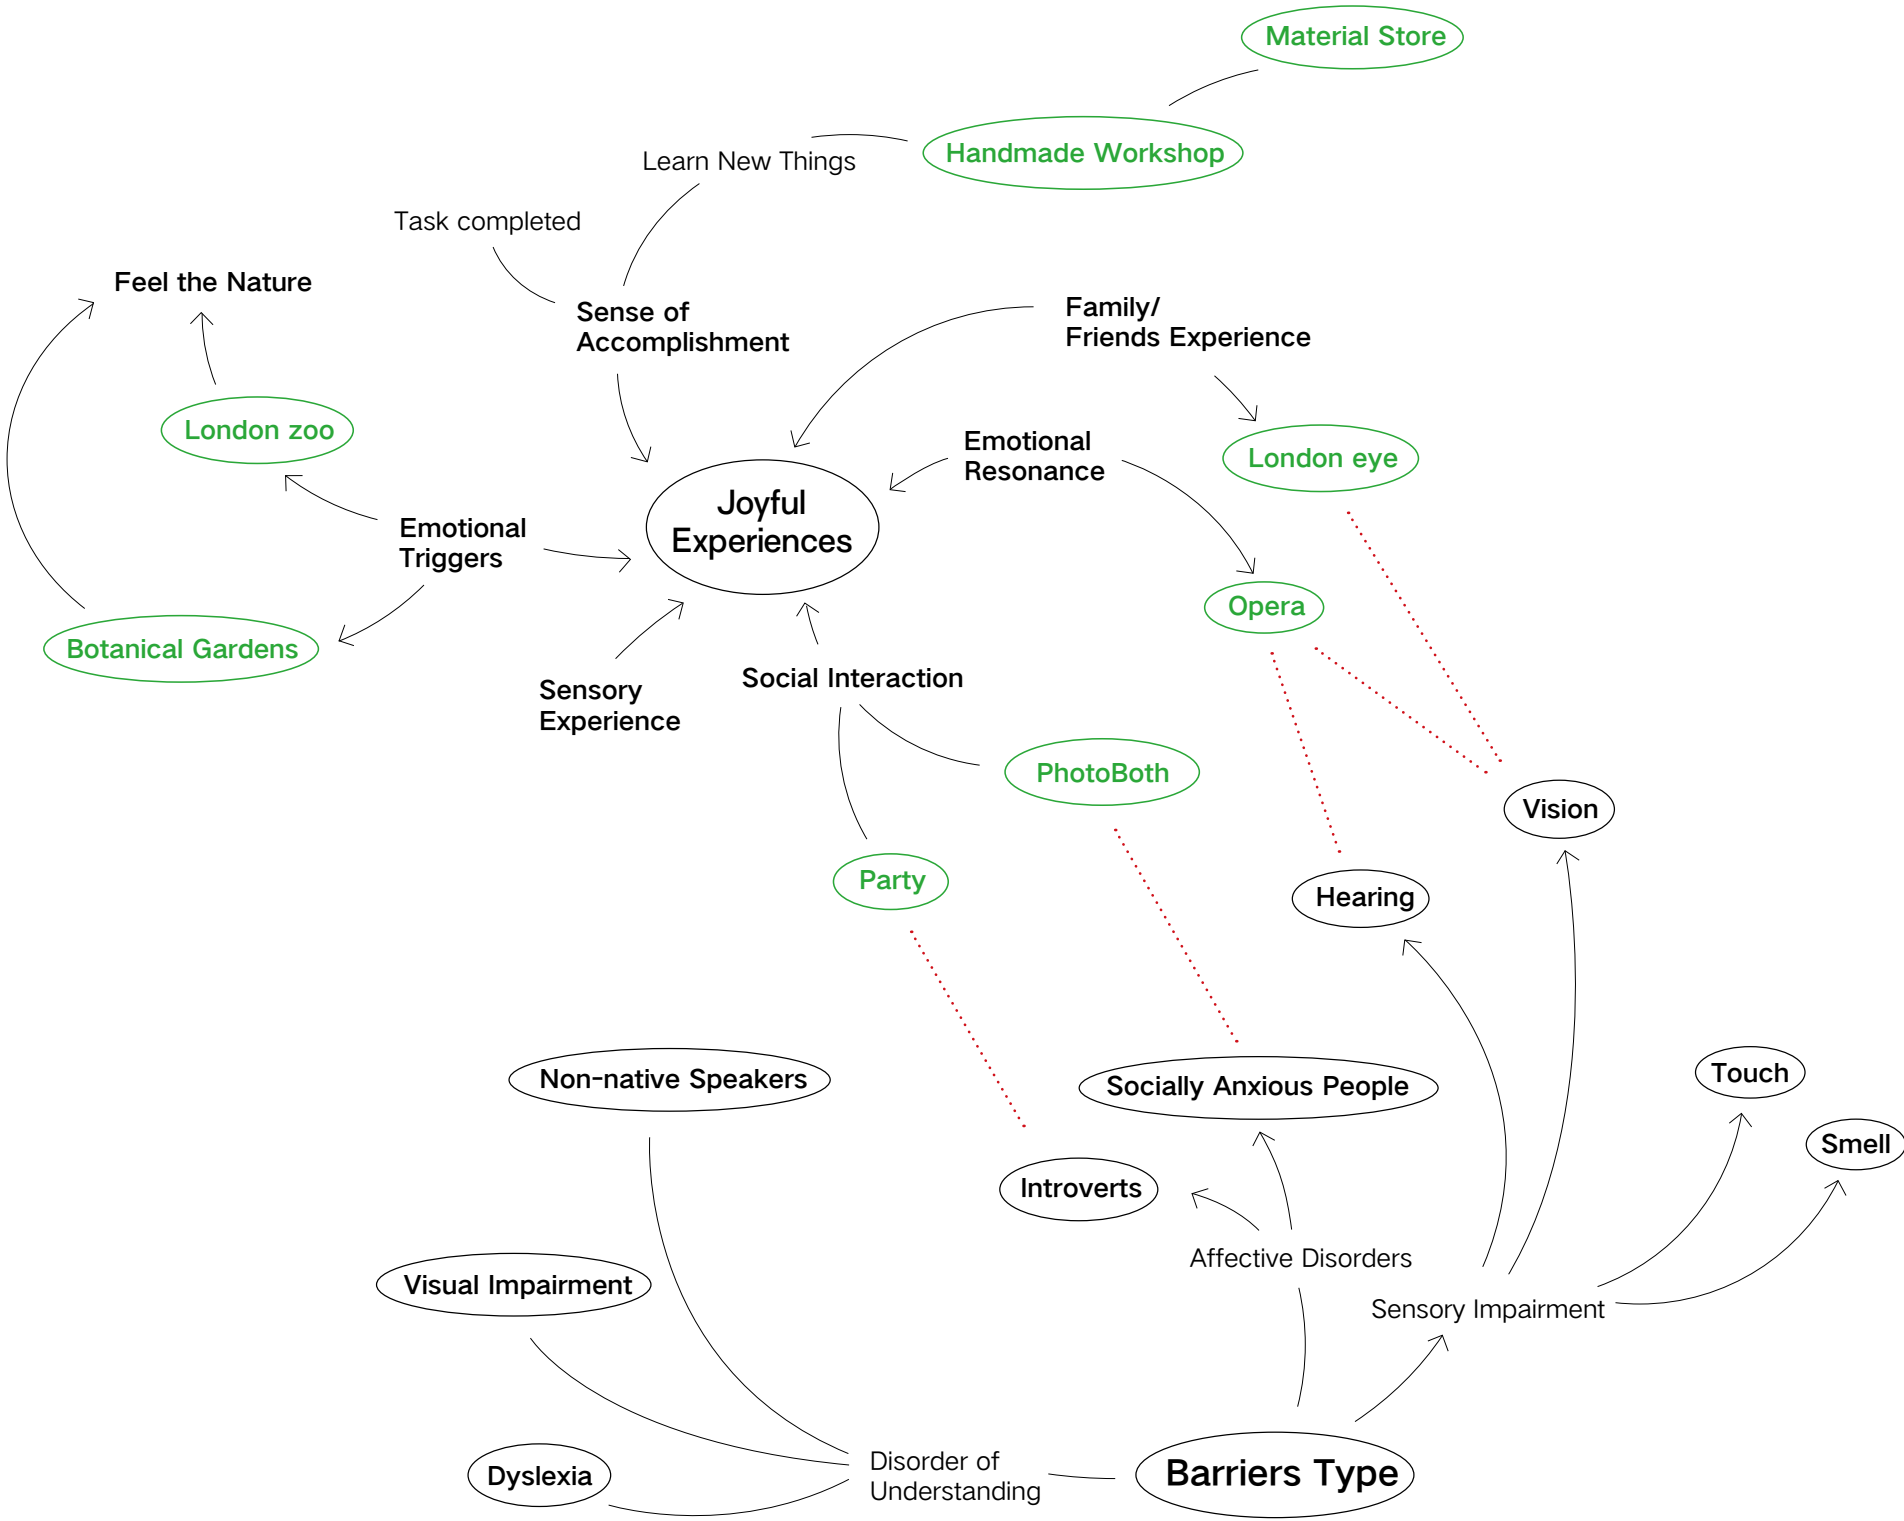 Material Store
Handmade Workshop
Learn New Things
Task completed
Feel the Nature
Sense of
Accomplishment
Family/
Friends Experience
London zoo
Emotional
Resonance
London eye
Joyful
Experiences
Emotional
Triggers
Opera
Botanical Gardens
Sensory
Experience
Social Interaction
PhotoBoth
Vision
Party
Hearing
Non-native Speakers
Socially Anxious People
Touch
Smell
Introverts
Affective Disorders
Visual Impairment
Sensory Impairment
Disorder of
Understanding
Barriers Type
Dyslexia